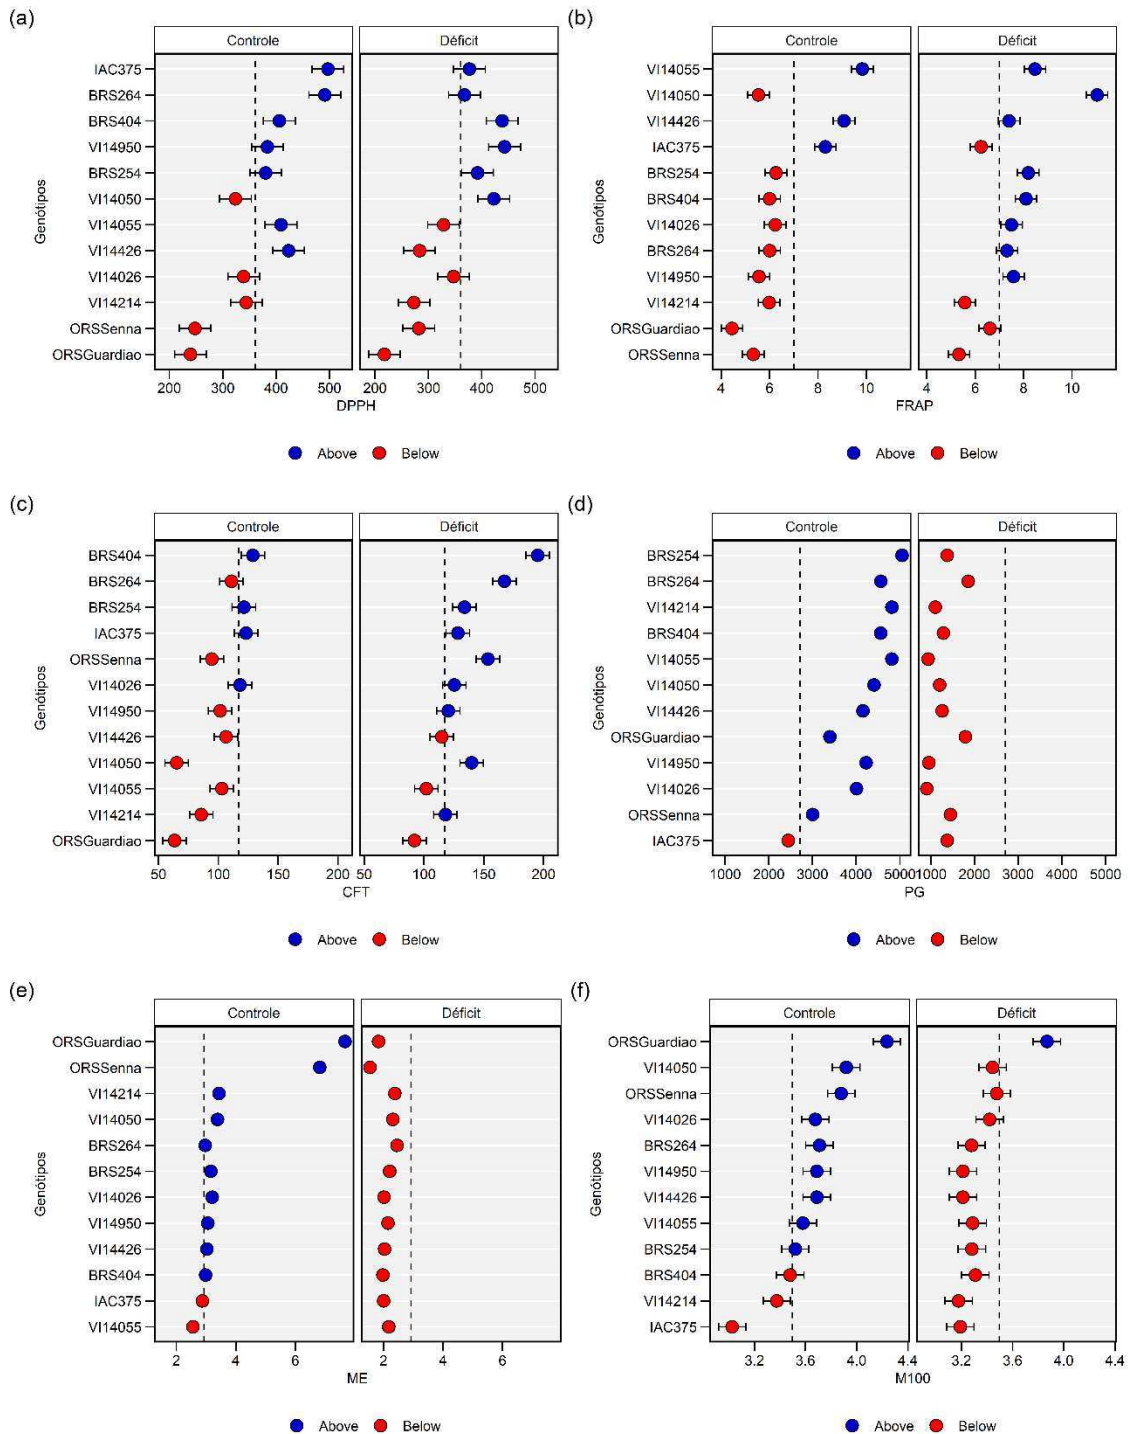 (a)
Controle
Déficit
Genótipos
IAC375
BRS264
BRS404
VI14950
BRS254
VI14050
VI14055
VI14426
VI14026
VI14214
ORSSenna
ORSGuardiao
200 300 400 500 200 300 400 500
DPPH
Above Below
(b)
Controle
Déficit
Genótipos
VI14055
VI14050
VI14426
IAC375
BRS254
BRS404
VI14026
BRS264
VI14950
VI14214
ORSGuardiao
ORSSenna
4 6 8 10 4 6 8 10
FRAP
Above Below
(c)
Controle
Déficit
Genótipos
BRS404
BRS264
BRS254
IAC375
ORSSenna
VI14026
VI14950
VI14426
VI14050
VI14055
VI14214
ORSGuardiao
50 100 150 200 50 100 150 200
CFT
Above Below
(d)
Controle
Déficit
Genótipos
BRS254
BRS264
VI14214
BRS404
VI14055
VI14050
VI14426
ORSGuardiao
VI14950
VI14026
ORSSenna
IAC375
1000 2000 3000 4000 5000 1000 2000 3000 4000 5000
PG
Above Below
(e)
Controle
Déficit
Genótipos
ORSGuardiao
ORSSenna
VI14214
VI14050
BRS264
BRS254
VI14026
VI14950
VI14426
BRS404
IAC375
VI14055
2 4 6 2 4 6
ME
Above Below
(f)
Controle
Déficit
Genótipos
ORSGuardiao
VI14050
ORSSenna
VI14026
BRS264
VI14950
VI14426
VI14055
BRS254
BRS404
VI14214
IAC375
3.2 3.6 4.0 4.4 3.2 3.6 4.0 4.4
M100
Above Below